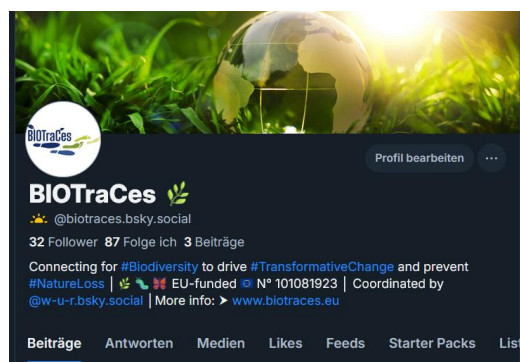 BIOTraCes
Profil bearbeiten ···
BIOTraCes 🌿
@biotraces.bsky.social
32 Follower 87 Folge ich 3 Beiträge
Connecting for #Biodiversity to drive #TransformativeChange and prevent
#NatureLoss | 🌿 🐛 🦋 EU-funded 🇪🇺 N° 101081923 | Coordinated by
@w-u-r.bsky.social | More info: ➤ www.biotraces.eu
Beiträge Antworten Medien Likes Feeds Starter Packs List